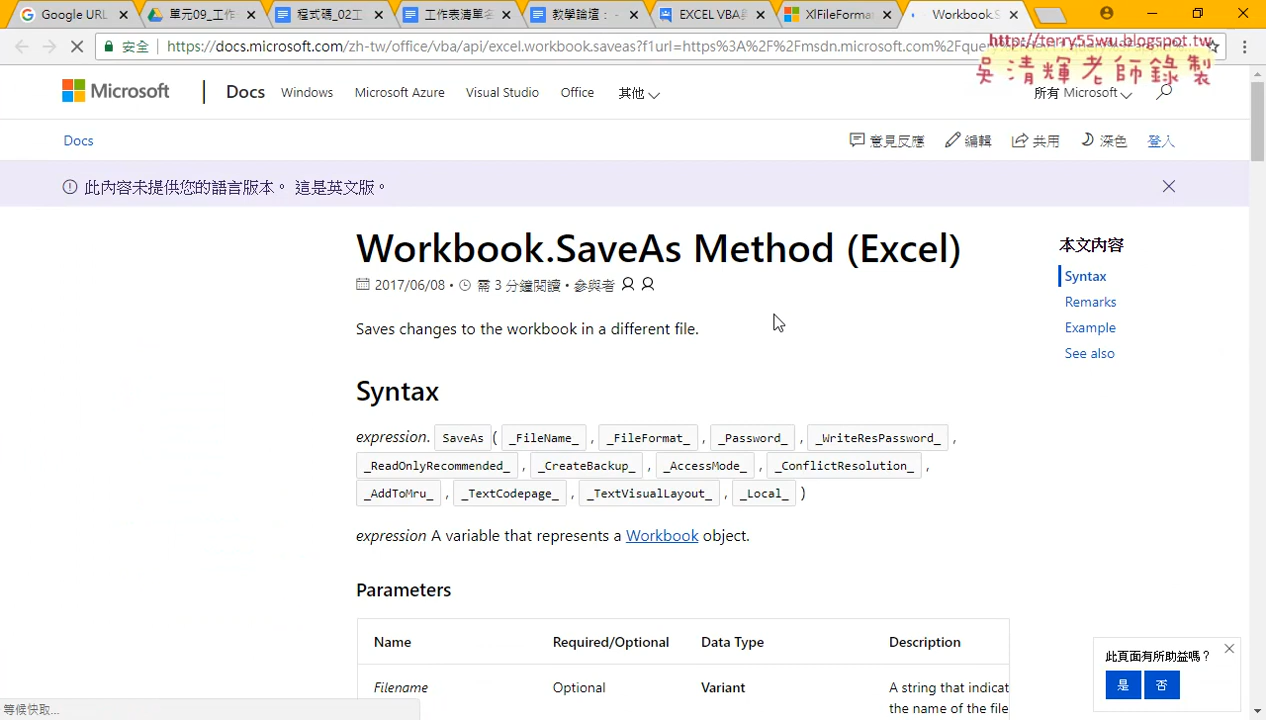 Google URL
單元09_工作
程式碼_02工
工作表清單名
教學論壇：
EXCEL VBA與
XlFileForma
Workbook.S
安全 https://docs.microsoft.com/zh-tw/office/vba/api/excel.workbook.saveas?f1url=https%3A%2F%2Fmsdn.microsoft.com%2Fquery
http://terry55wu.blogspot.tw
吳清輝老師錄製
Microsoft Docs Windows Microsoft Azure Visual Studio Office 其他 所有 Microsoft
Docs 意見反應 編輯 共用 深色 登入
此內容未提供您的語言版本。 這是英文版。
Workbook.SaveAs Method (Excel)
2017/06/08 • 需 3 分鐘閱讀 • 參與者
Saves changes to the workbook in a different file.
Syntax
expression. SaveAs ( _FileName_ , _FileFormat_ , _Password_ , _WriteResPassword_ ,
_ReadOnlyRecommended_ , _CreateBackup_ , _AccessMode_ , _ConflictResolution_ ,
_AddToMru_ , _TextCodepage_ , _TextVisualLayout_ , _Local_ )
expression A variable that represents a Workbook object.
Parameters
Name Required/Optional Data Type Description
Filename Optional Variant A string that indicat
the name of the file
本文內容
Syntax
Remarks
Example
See also
此頁面有所助益嗎？
是 否
等候快取...